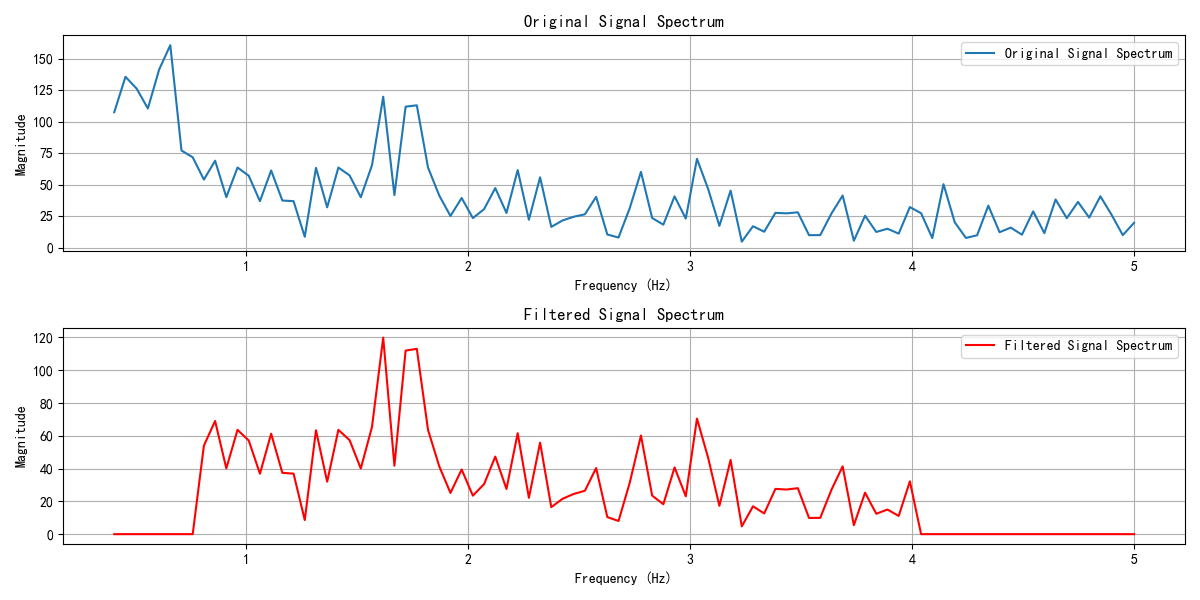 Original Signal Spectrum
Original Signal Spectrum
Magnitude
150
125
100
75
50
25
0
1 2 3 4 5
Frequency (Hz)
Filtered Signal Spectrum
Filtered Signal Spectrum
Magnitude
120
100
80
60
40
20
0
1 2 3 4 5
Frequency (Hz)